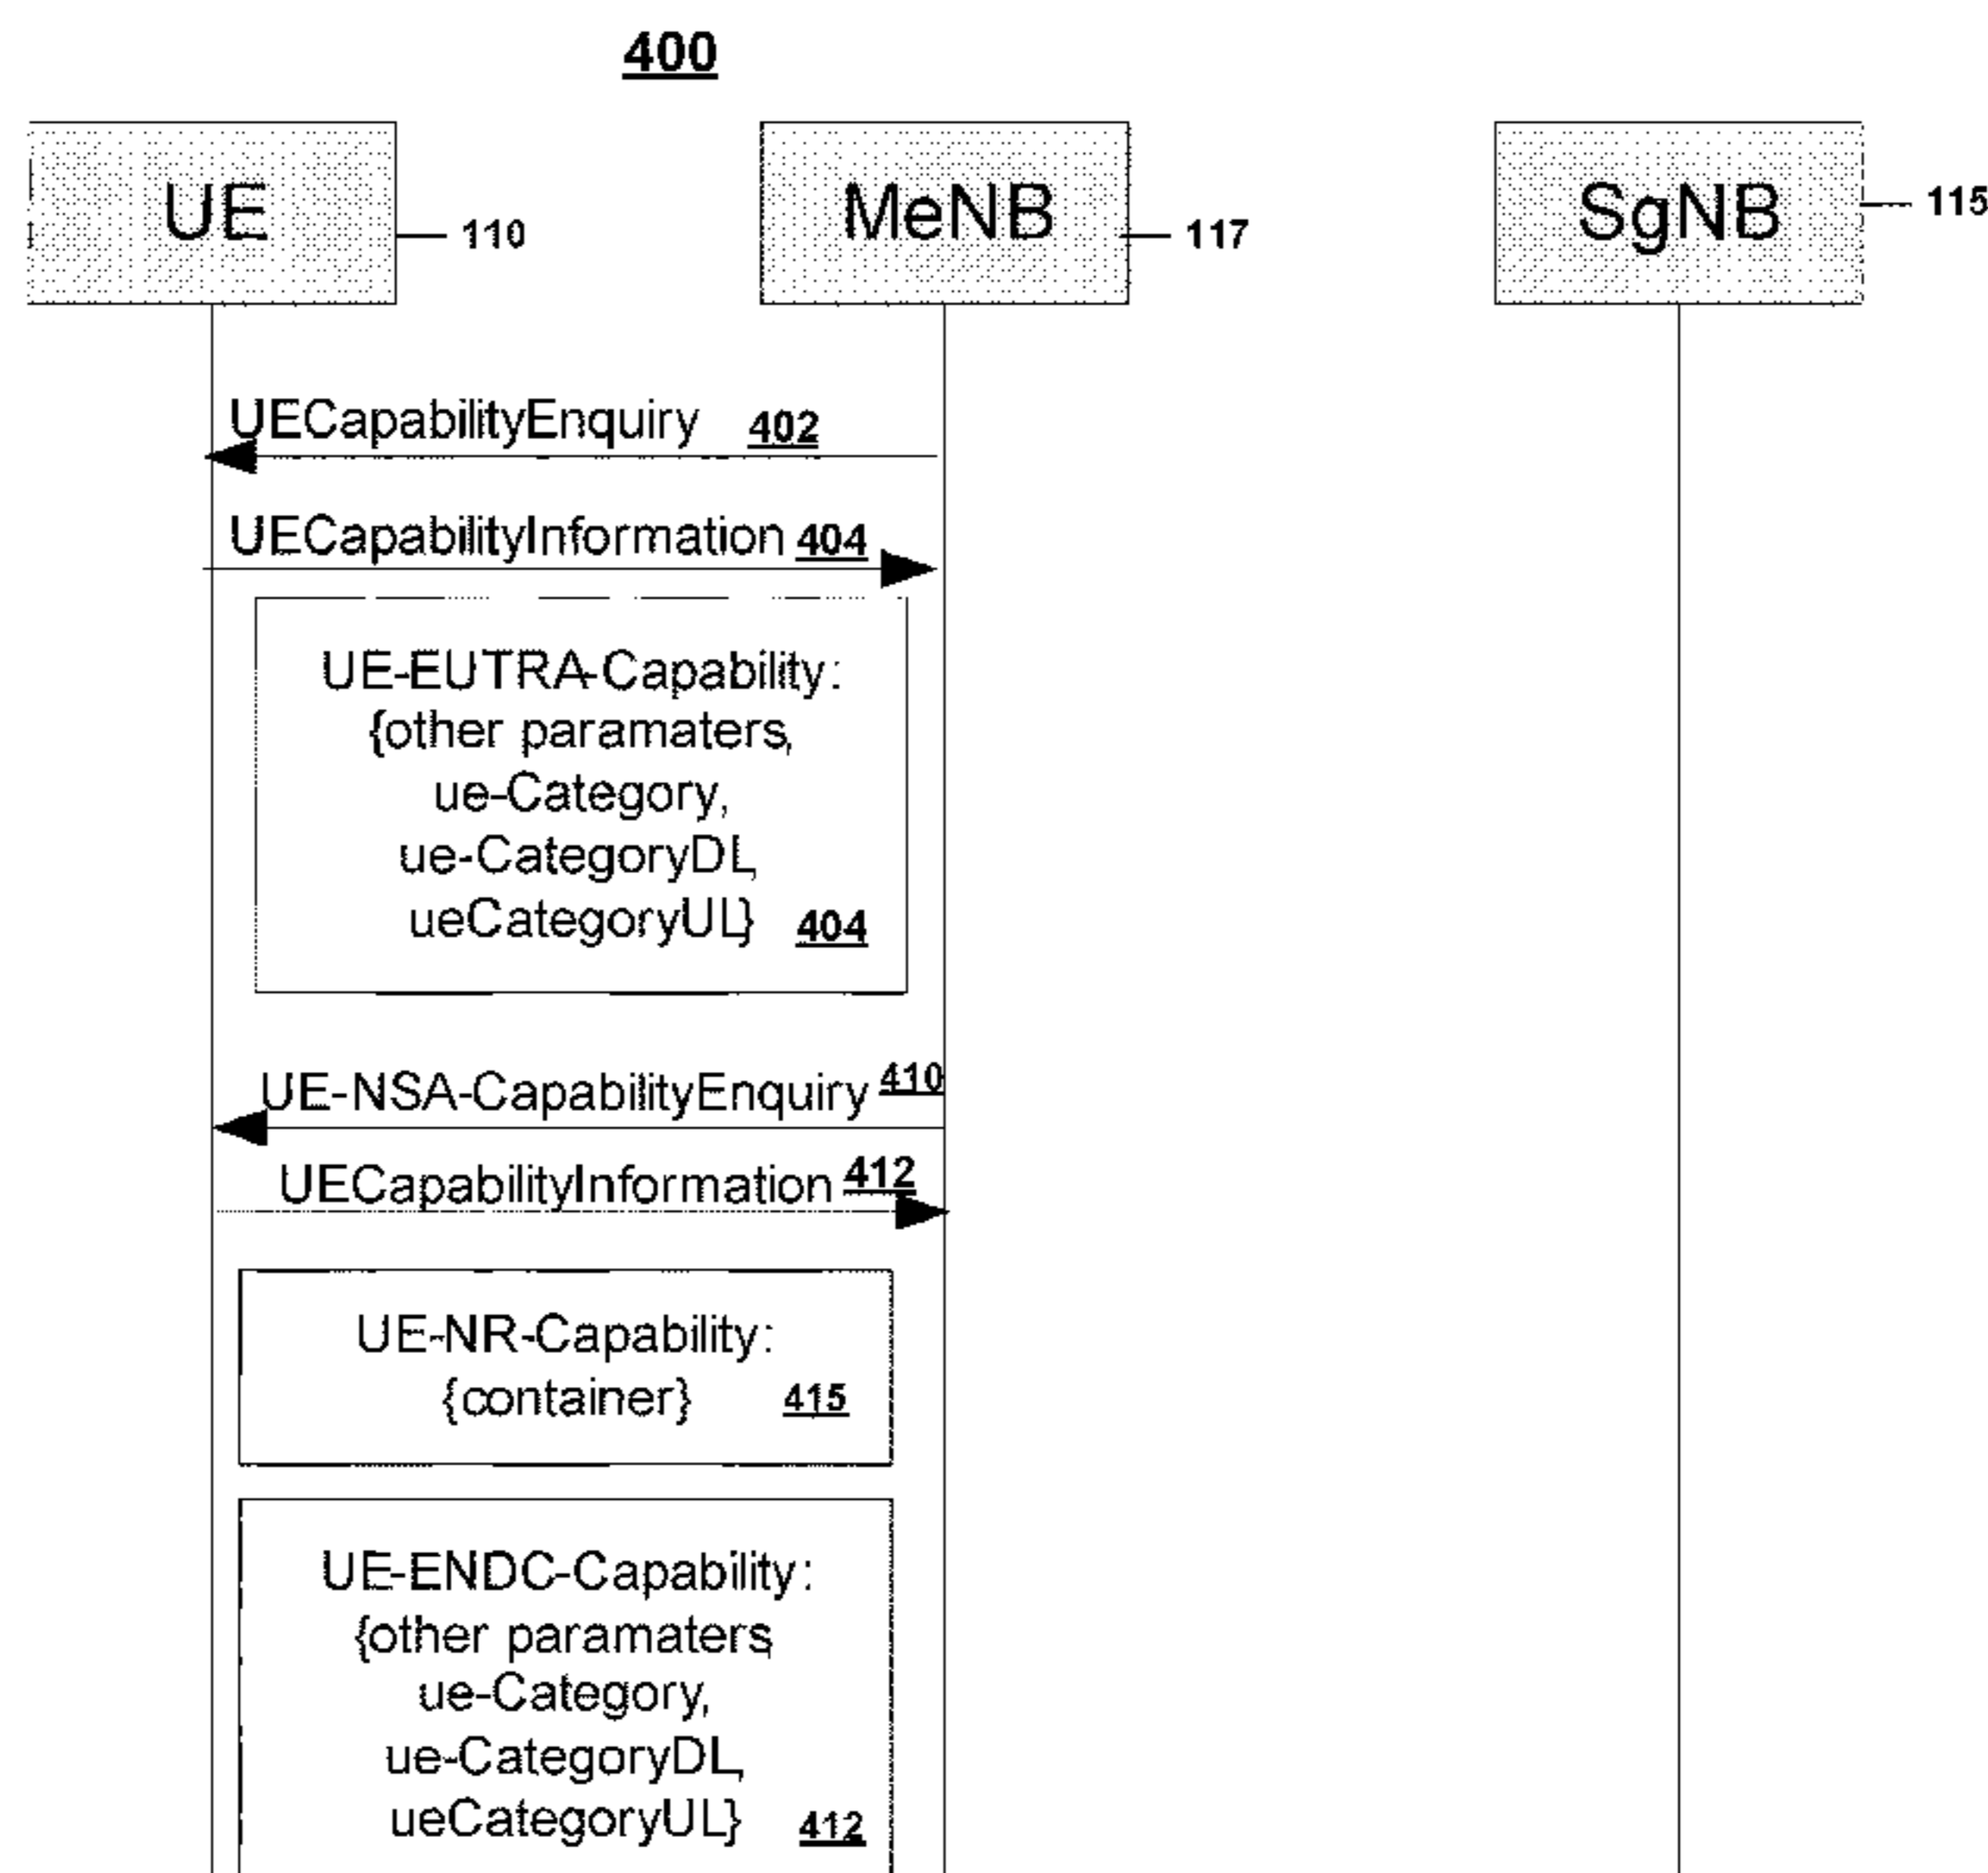 400
UE
110
MeNB
117
SgNB
115
UECapabilityEnquiry 402
UECapabilityInformation 404
UE-EUTRA-Capability:
{other paramaters,
ue-Category,
ue-CategoryDL,
ueCategoryUL} 404
UE-NSA-CapabilityEnquiry 410
UECapabilityInformation 412
UE-NR-Capability:
{container} 415
UE-ENDC-Capability:
{other paramaters,
ue-Category,
ue-CategoryDL,
ueCategoryUL} 412